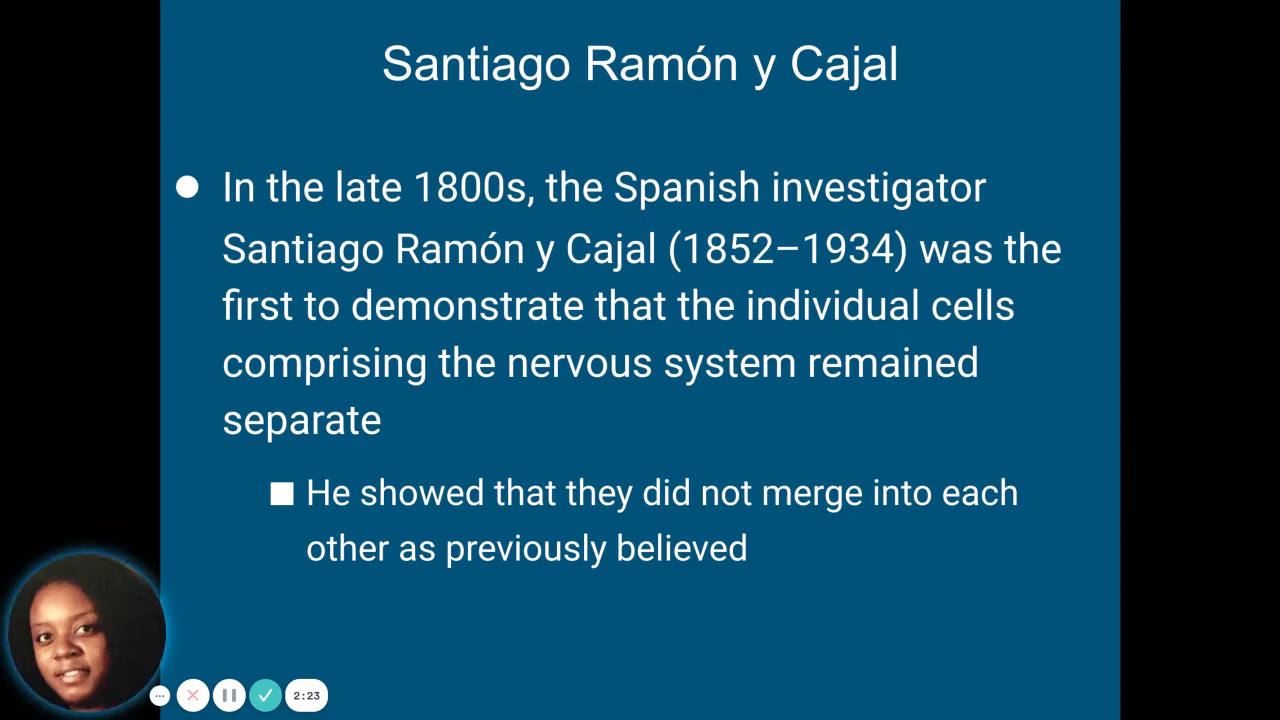 Santiago Ramón y Cajal
In the late 1800s, the Spanish investigator
Santiago Ramón y Cajal (1852–1934) was the
first to demonstrate that the individual cells
comprising the nervous system remained
separate
He showed that they did not merge into each
other as previously believed
2:23